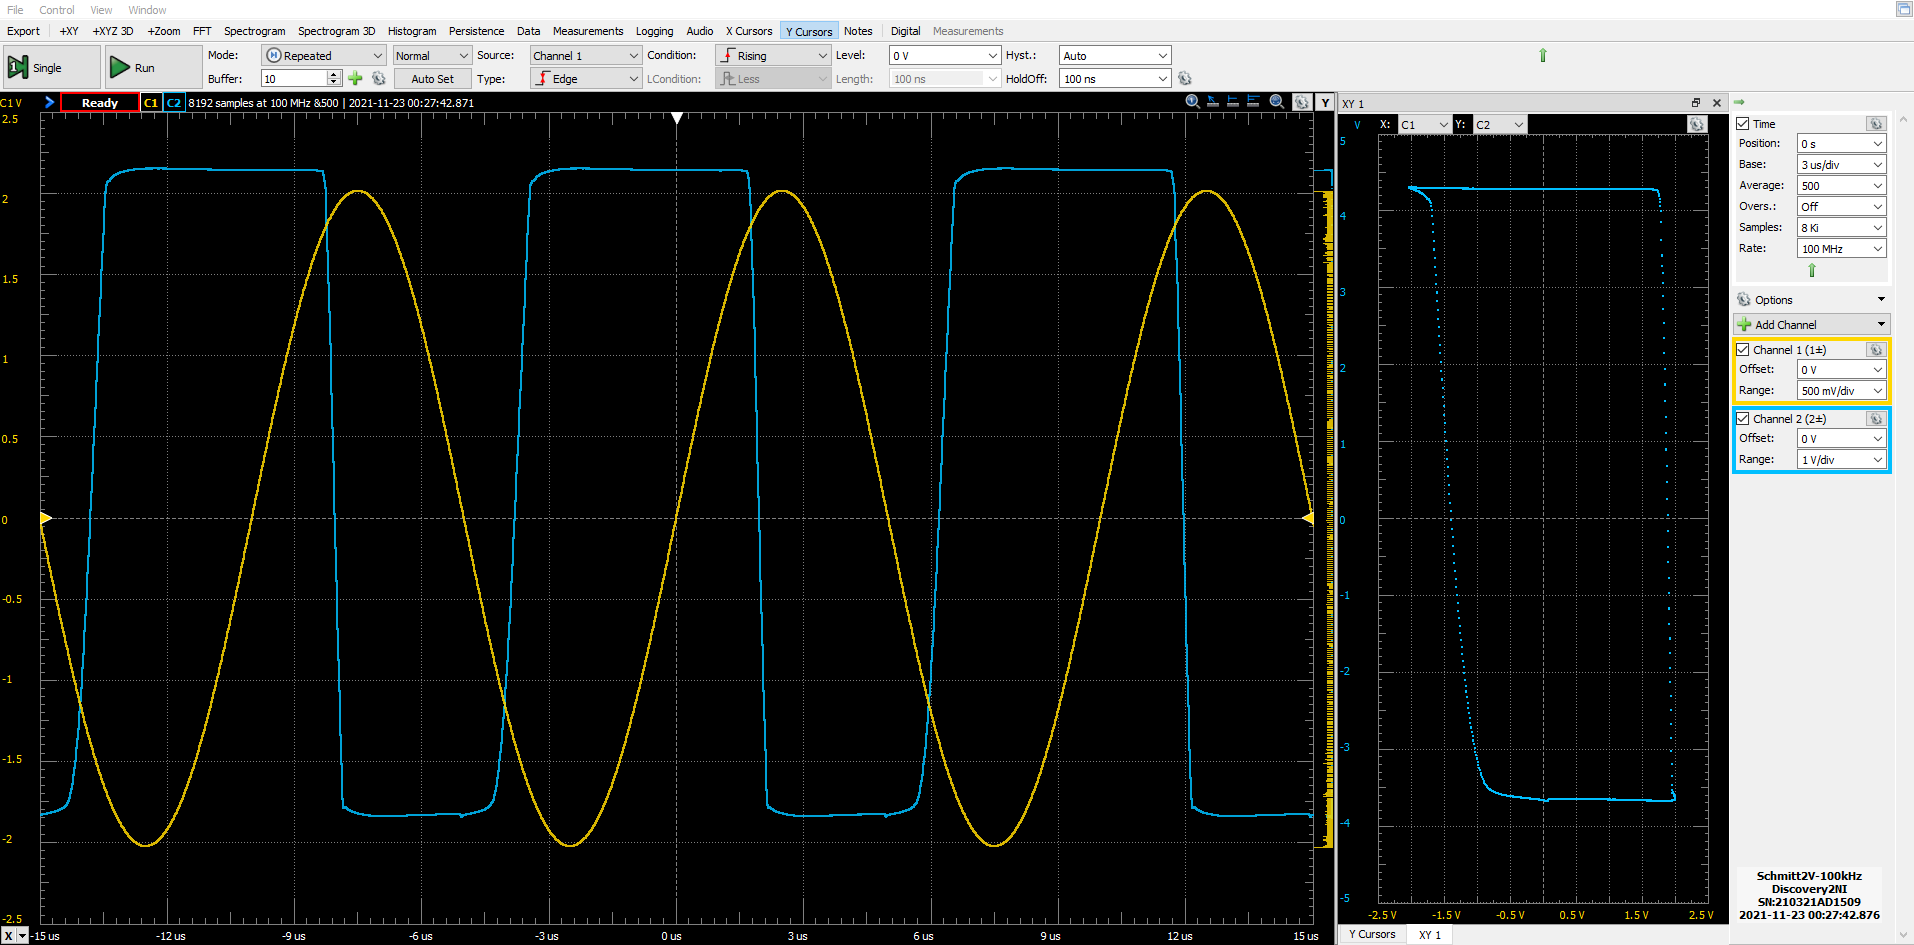 File Control View Window
Export +XY +XYZ 3D +Zoom FFT Spectrogram Spectrogram 3D Histogram Persistence Data Measurements Logging Audio X Cursors Y Cursors Notes Digital Measurements
Single Run Mode: Repeated Normal Source: Channel 1 Condition: Rising Level: 0 V Hyst.: Auto
Buffer: 10 Auto Set Type: Edge LCondition: Less Length: 100 ns HoldOff: 100 ns
C1 V Ready C1 C2 8192 samples at 100 MHz &500 | 2021-11-23 00:27:42.871 Y
2.5
2
1.5
1
0.5
0
-0.5
-1
-1.5
-2
-2.5
X -15 us -12 us -9 us -6 us -3 us 0 us 3 us 6 us 9 us 12 us 15 us
XY 1
V X: C1 Y: C2
5
4
3
2
1
0
-1
-2
-3
-4
-5
-2.5 V -1.5 V -0.5 V 0.5 V 1.5 V 2.5 V
Y Cursors XY 1
Time
Position: 0 s
Base: 3 us/div
Average: 500
Overs.: Off
Samples: 8 Ki
Rate: 100 MHz
Options
Add Channel
Channel 1 (1±)
Offset: 0 V
Range: 500 mV/div
Channel 2 (2±)
Offset: 0 V
Range: 1 V/div
Schmitt2V-100kHz
Discovery2NI
SN:210321AD1509
2021-11-23 00:27:42.876